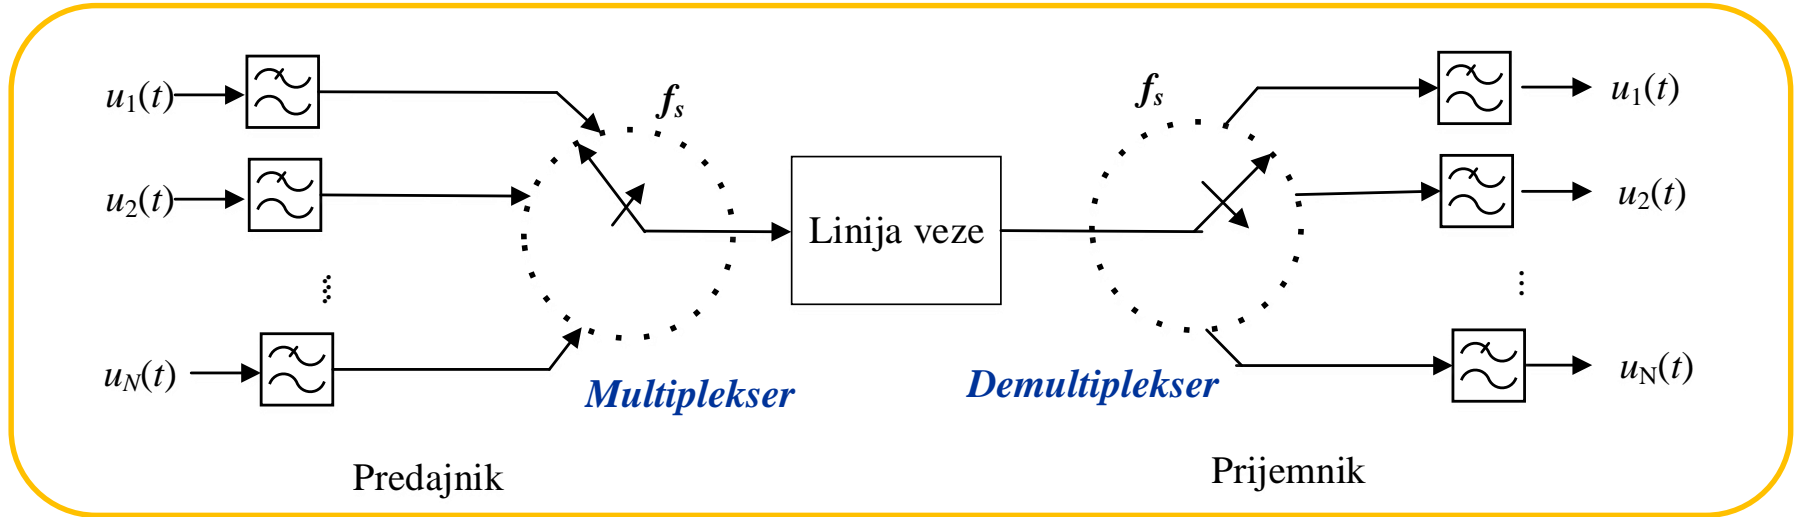 u1(t)
fs
fs
u1(t)
u2(t)
Linija veze
u2(t)
uN(t)
Multiplekser
Demultiplekser
uN(t)
Predajnik
Prijemnik